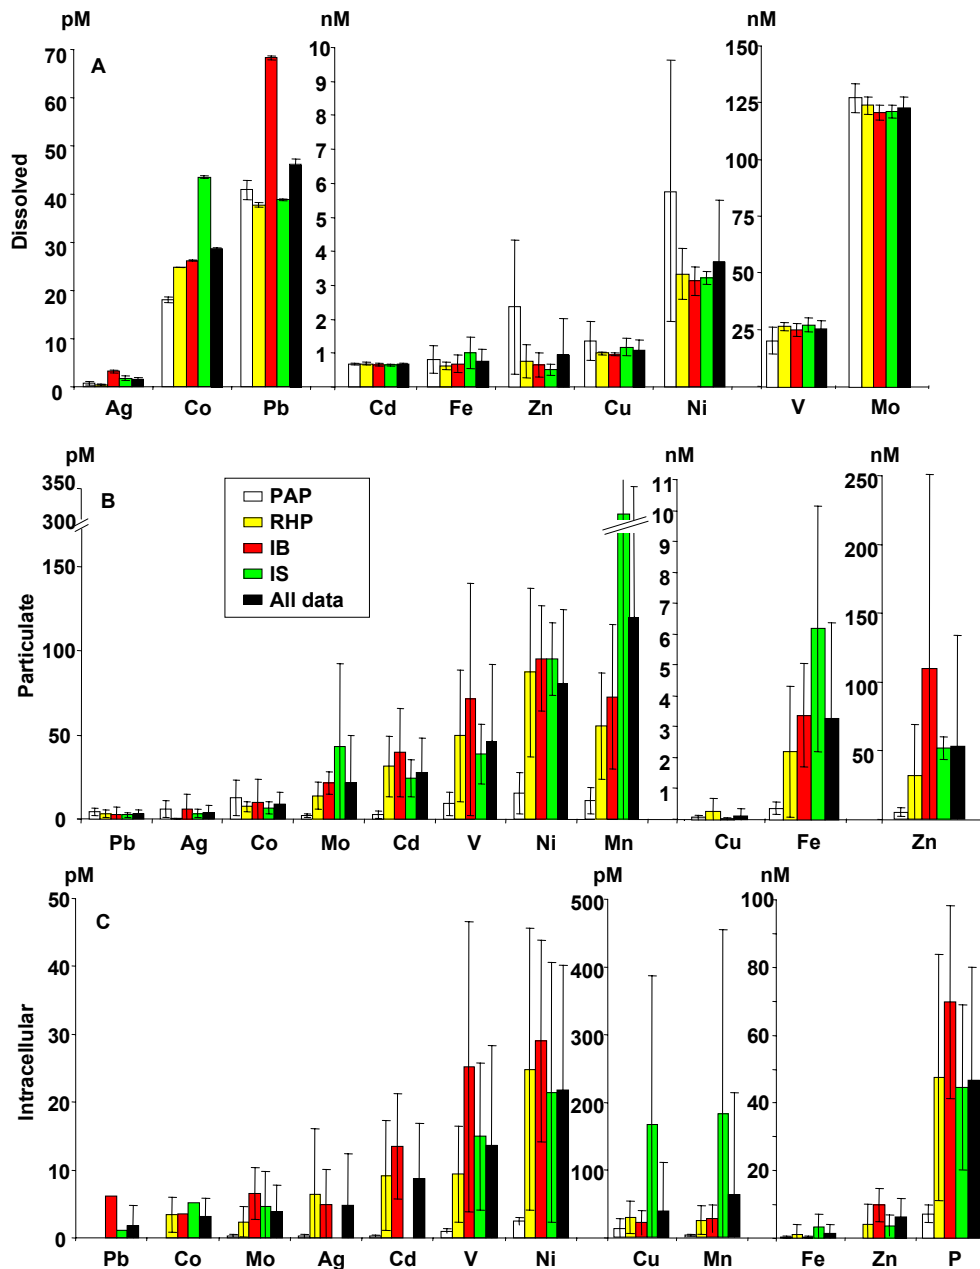 pM nM nM
A
70 10 150
60 9 125
50 8 100
40 7 75
30 6 50
20 5 25
10 4
0 3
2
1
Dissolved
Ag Co Pb Cd Fe Zn Cu Ni V Mo
pM nM nM
B
350 11 250
300 10 200
150 9 150
100 8 100
50 7 50
0 6
5
4
3
2
1
PAP
RHP
IB
IS
All data
Particulate
Pb Ag Co Mo Cd V Ni Mn Cu Fe Zn
pM pM nM
C
50 500 100
40 400 80
30 300 60
20 200 40
10 100 20
0
Intracellular
Pb Co Mo Ag Cd V Ni Cu Mn Fe Zn P